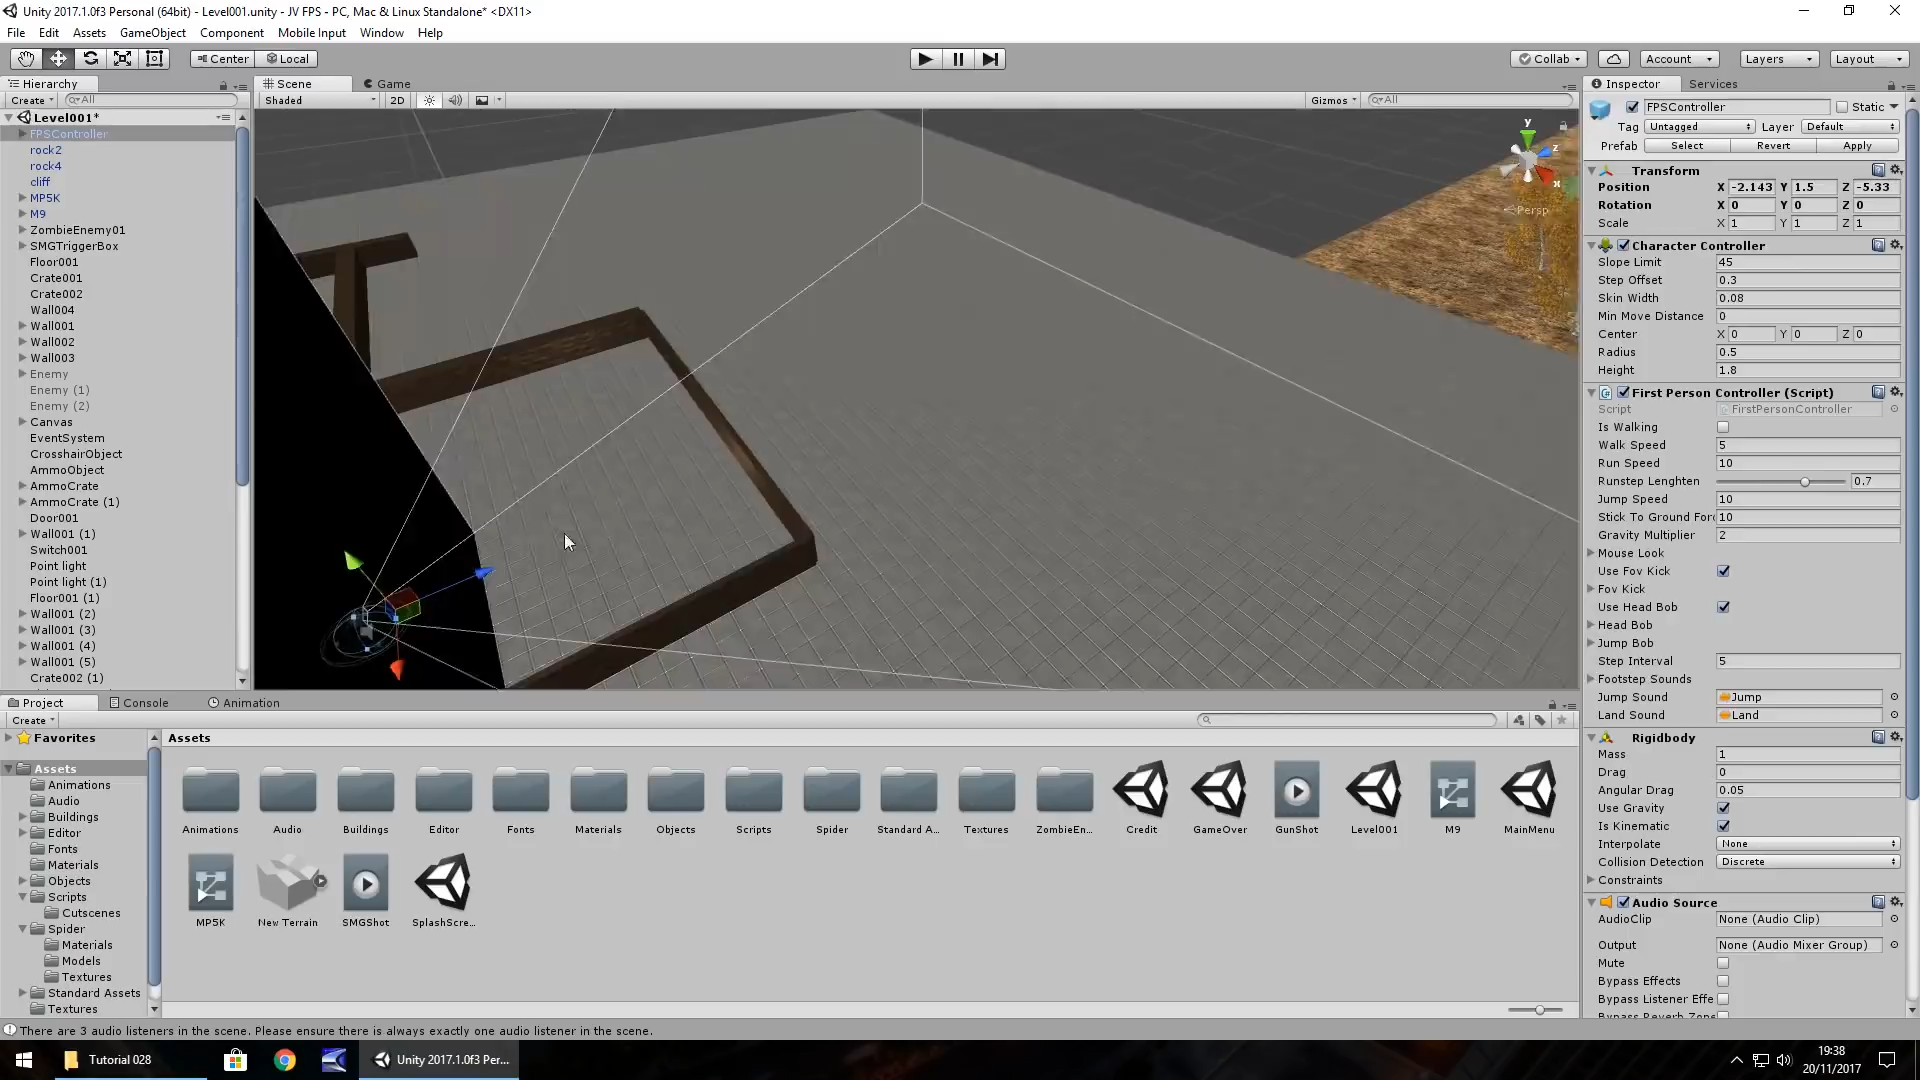 Unity 2017.1.0f3 Personal (64bit) - Level001.unity - JV FPS - PC, Mac & Linux Standalone* <DX11>
File Edit Assets GameObject Component Mobile Input Window Help
Center Local Collab Account Layers Layout
Hierarchy Scene Game Inspector Services
Create All Shaded 2D Gizmos All
Level001*
FPSController
rock2
rock4
cliff
MP5K
M9
ZombieEnemy01
SMGTriggerBox
Floor001
Crate001
Crate002
Wall004
Wall001
Wall002
Wall003
Enemy
Enemy (1)
Enemy (2)
Canvas
EventSystem
CrosshairObject
AmmoObject
AmmoCrate
AmmoCrate (1)
Door001
Wall001 (1)
Switch001
Point light
Point light (1)
Floor001 (1)
Wall001 (2)
Wall001 (3)
Wall001 (4)
Wall001 (5)
Crate002 (1)
y
z
x
Persp
FPSController Static
Tag Untagged Layer Default
Prefab Select Revert Apply
Transform
Position X -2.143 Y 1.5 Z -5.33
Rotation X 0 Y 0 Z 0
Scale X 1 Y 1 Z 1
Character Controller
Slope Limit 45
Step Offset 0.3
Skin Width 0.08
Min Move Distance 0
Center X 0 Y 0 Z 0
Radius 0.5
Height 1.8
First Person Controller (Script)
Script FirstPersonController
Is Walking
Walk Speed 5
Run Speed 10
Runstep Lenghten 0.7
Jump Speed 10
Stick To Ground For 10
Gravity Multiplier 2
Mouse Look
Use Fov Kick
Fov Kick
Use Head Bob
Head Bob
Jump Bob
Step Interval 5
Footstep Sounds
Jump Sound Jump
Land Sound Land
Rigidbody
Mass 1
Drag 0
Angular Drag 0.05
Use Gravity
Is Kinematic
Interpolate None
Collision Detection Discrete
Constraints
Audio Source
AudioClip None (Audio Clip)
Output None (Audio Mixer Group)
Mute
Bypass Effects
Bypass Listener Effe
Bypass Reverb Zone
Project Console Animation
Create
Favorites
Assets
Animations
Audio
Buildings
Editor
Fonts
Materials
Objects
Scripts
Cutscenes
Spider
Materials
Models
Textures
Standard Assets
Textures
Assets
Animations Audio Buildings Editor Fonts Materials Objects Scripts Spider Standard A... Textures ZombieEn... Credit GameOver GunShot Level001 M9 MainMenu
MP5K New Terrain SMGShot SplashScre...
There are 3 audio listeners in the scene. Please ensure there is always exactly one audio listener in the scene.
Tutorial 028 Unity 2017.1.0f3 Per...
19:38
20/11/2017